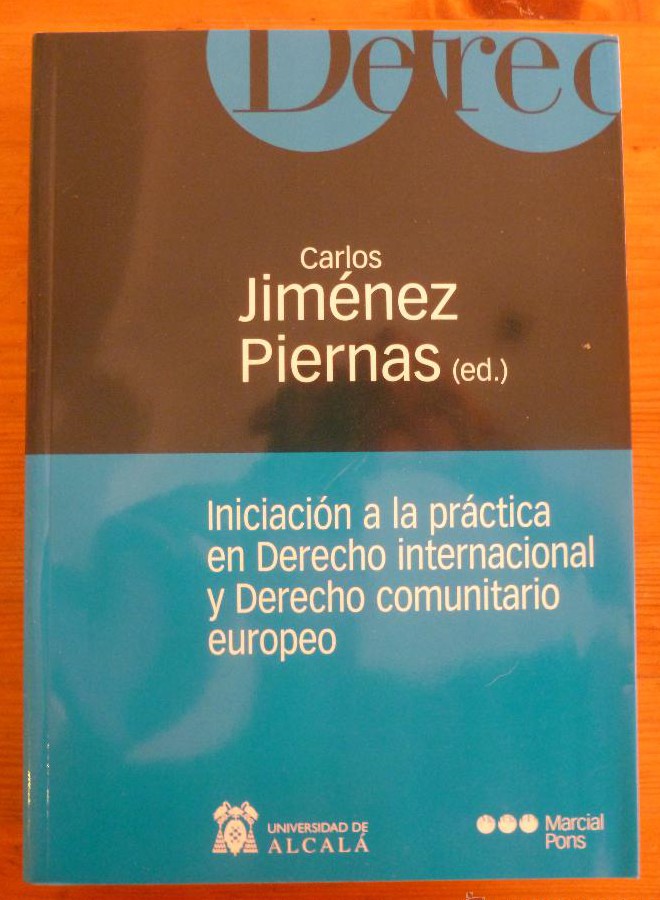 Derec
Carlos
Jiménez
Piernas (ed.)
Iniciación a la práctica
en Derecho internacional
y Derecho comunitario
europeo
UNIVERSIDAD DE
ALCALÁ
Marcial
Pons